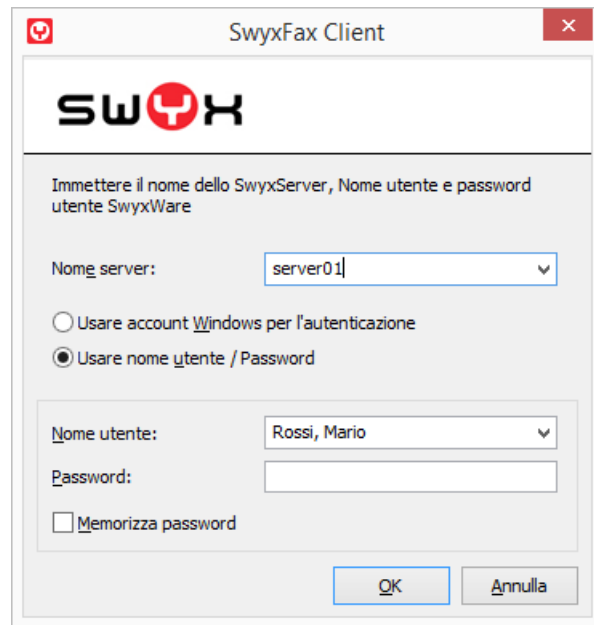 SwyxFax Client
swyx
Immettere il nome dello SwyxServer, Nome utente e password
utente SwyxWare
Nome server: server01
Usare account Windows per l'autenticazione
Usare nome utente / Password
Nome utente: Rossi, Mario
Password:
Memorizza password
OK Annulla